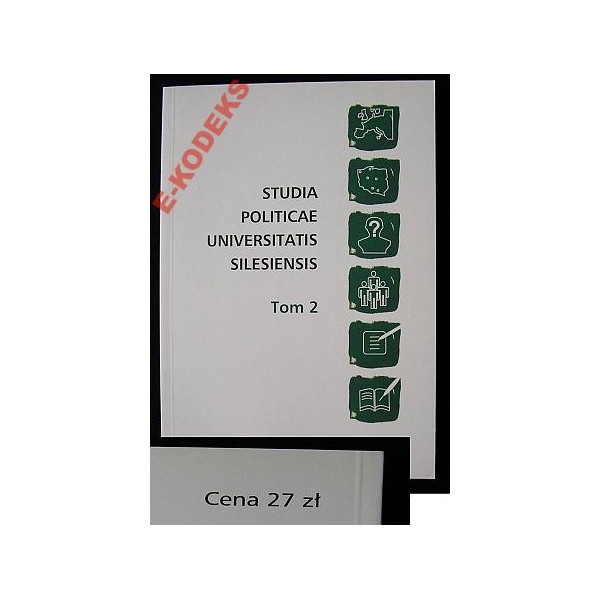 E-KODEKS
STUDIA
POLITICAE
UNIVERSITATIS
SILESIENSIS
Tom 2
?
Cena 27 zł